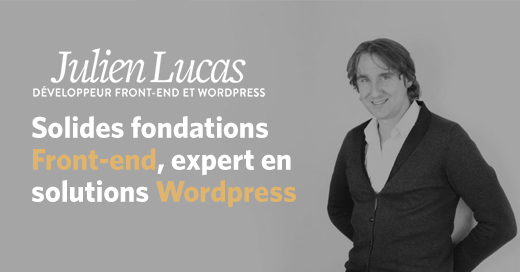 Julien Lucas
DÉVELOPPEUR FRONT-END ET WORDPRESS
Solides fondations
Front-end, expert en
solutions Wordpress